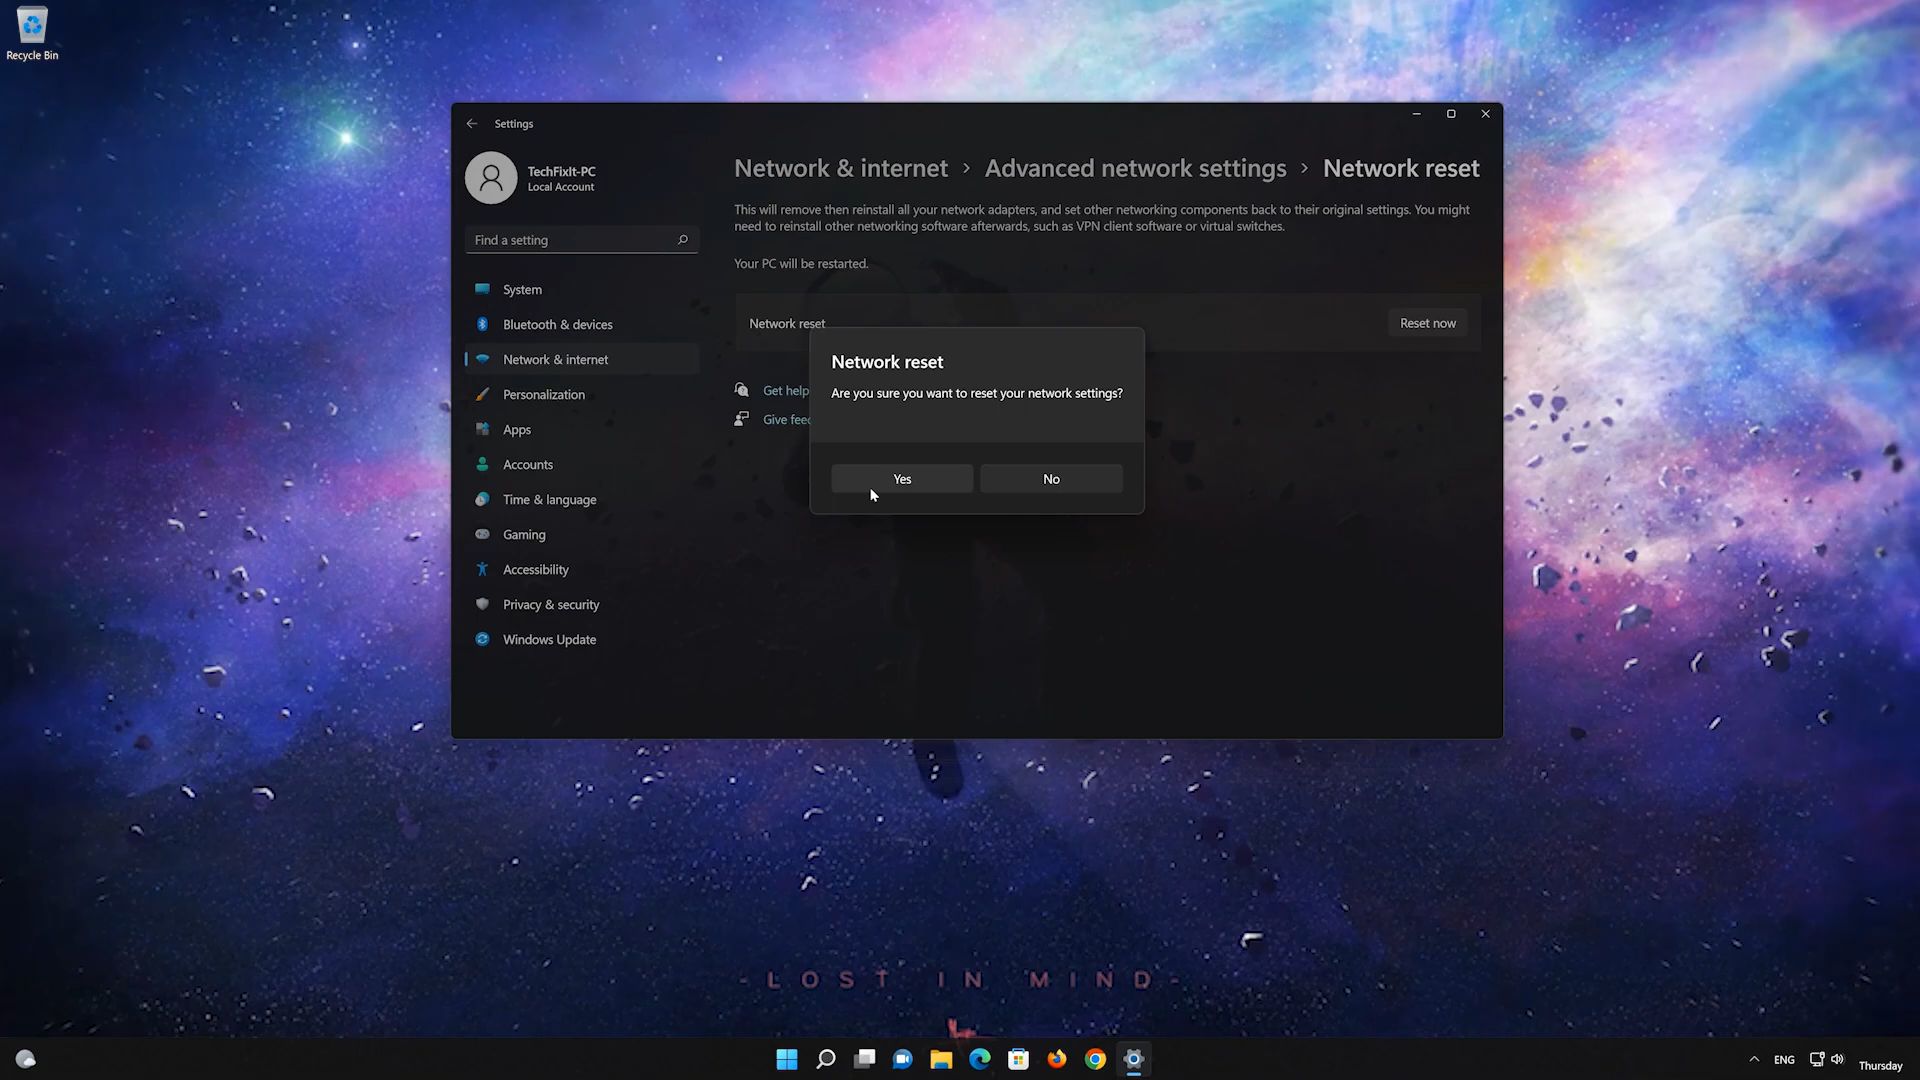 Recycle Bin
Settings
TechFixIt-PC
Local Account
Find a setting
System
Bluetooth & devices
Network & internet
Personalization
Apps
Accounts
Time & language
Gaming
Accessibility
Privacy & security
Windows Update
Network & internet › Advanced network settings › Network reset
This will remove then reinstall all your network adapters, and set other networking components back to their original settings. You might
need to reinstall other networking software afterwards, such as VPN client software or virtual switches.
Your PC will be restarted.
Network reset
Reset now
Get help
Give feed
Network reset
Are you sure you want to reset your network settings?
Yes
No
- LOST IN MIND -
ENG
Thursday